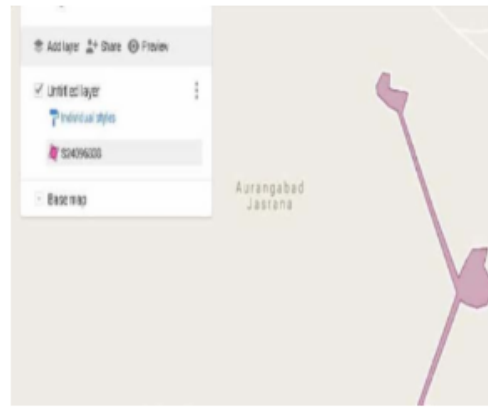 Add layer Share Preview
Untitled layer
Individual styles
Base map
Aurangabad
Jasrana